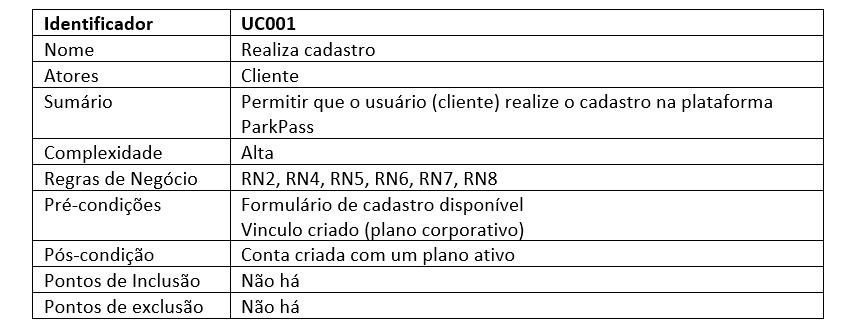 Identificador UC001
Nome Realiza cadastro
Atores Cliente
Sumário Permitir que o usuário (cliente) realize o cadastro na plataforma
ParkPass
Complexidade Alta
Regras de Negócio RN2, RN4, RN5, RN6, RN7, RN8
Pré-condições Formulário de cadastro disponível
Vinculo criado (plano corporativo)
Pós-condição Conta criada com um plano ativo
Pontos de Inclusão Não há
Pontos de exclusão Não há